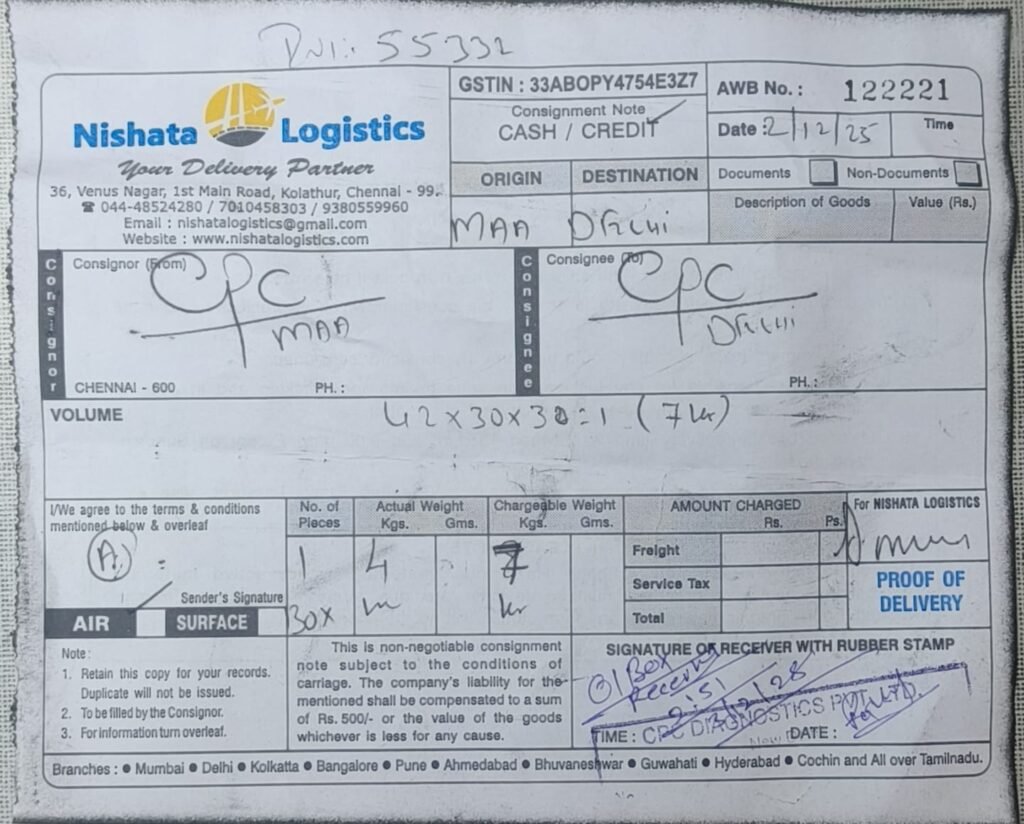 DNI: 55332
Nishata Logistics
Your Delivery Partner
36, Venus Nagar, 1st Main Road, Kolathur, Chennai - 99.
☎ 044-48524280 / 7010458303 / 9380559960
Email : nishatalogistics@gmail.com
Website : www.nishatalogistics.com
GSTIN : 33ABOPY4754E3Z7
Consignment Note
CASH / CREDIT
AWB No. : 122221
Date : 2/12/25 Time
ORIGIN DESTINATION
MAA DELHI
Documents Non-Documents
Description of Goods Value (Rs.)
Consignor
Consignor (From)
CPC
MAA
CHENNAI - 600 PH. :
Consignee
Consignee (To)
CPC
DELHI
PH. :
VOLUME
42x30x30=1 (7 kg)
I/We agree to the terms & conditions
mentioned below & overleaf
A
Sender's Signature
AIR SURFACE
No. of Pieces
1
Box
Actual Weight
Kgs. Gms.
4
kg
Chargeable Weight
Kgs. Gms.
7
kg
AMOUNT CHARGED
Rs. Ps.
Freight
Service Tax
Total
For NISHATA LOGISTICS
PROOF OF
DELIVERY
Note :
1. Retain this copy for your records.
Duplicate will not be issued.
2. To be filled by the Consignor.
3. For information turn overleaf.
This is non-negotiable consignment
note subject to the conditions of
carriage. The company's liability for the
mentioned shall be compensated to a sum
of Rs. 500/- or the value of the goods
whichever is less for any cause.
SIGNATURE OF RECEIVER WITH RUBBER STAMP
01 Box
2:51
TIME : DATE :
CPC DIAGNOSTICS PVT. LTD.
Branches : ● Mumbai ● Delhi ● Kolkatta ● Bangalore ● Pune ● Ahmedabad ● Bhuvaneshwar ● Guwahati ● Hyderabad ● Cochin and All over Tamilnadu.